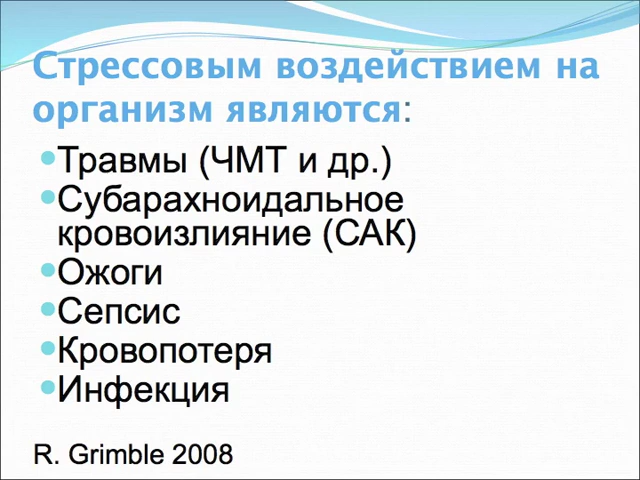 Стрессовым воздействием на
организм являются:
Травмы (ЧМТ и др.)
Субарахноидальное
кровоизлияние (САК)
Ожоги
Сепсис
Кровопотеря
Инфекция
R. Grimble 2008